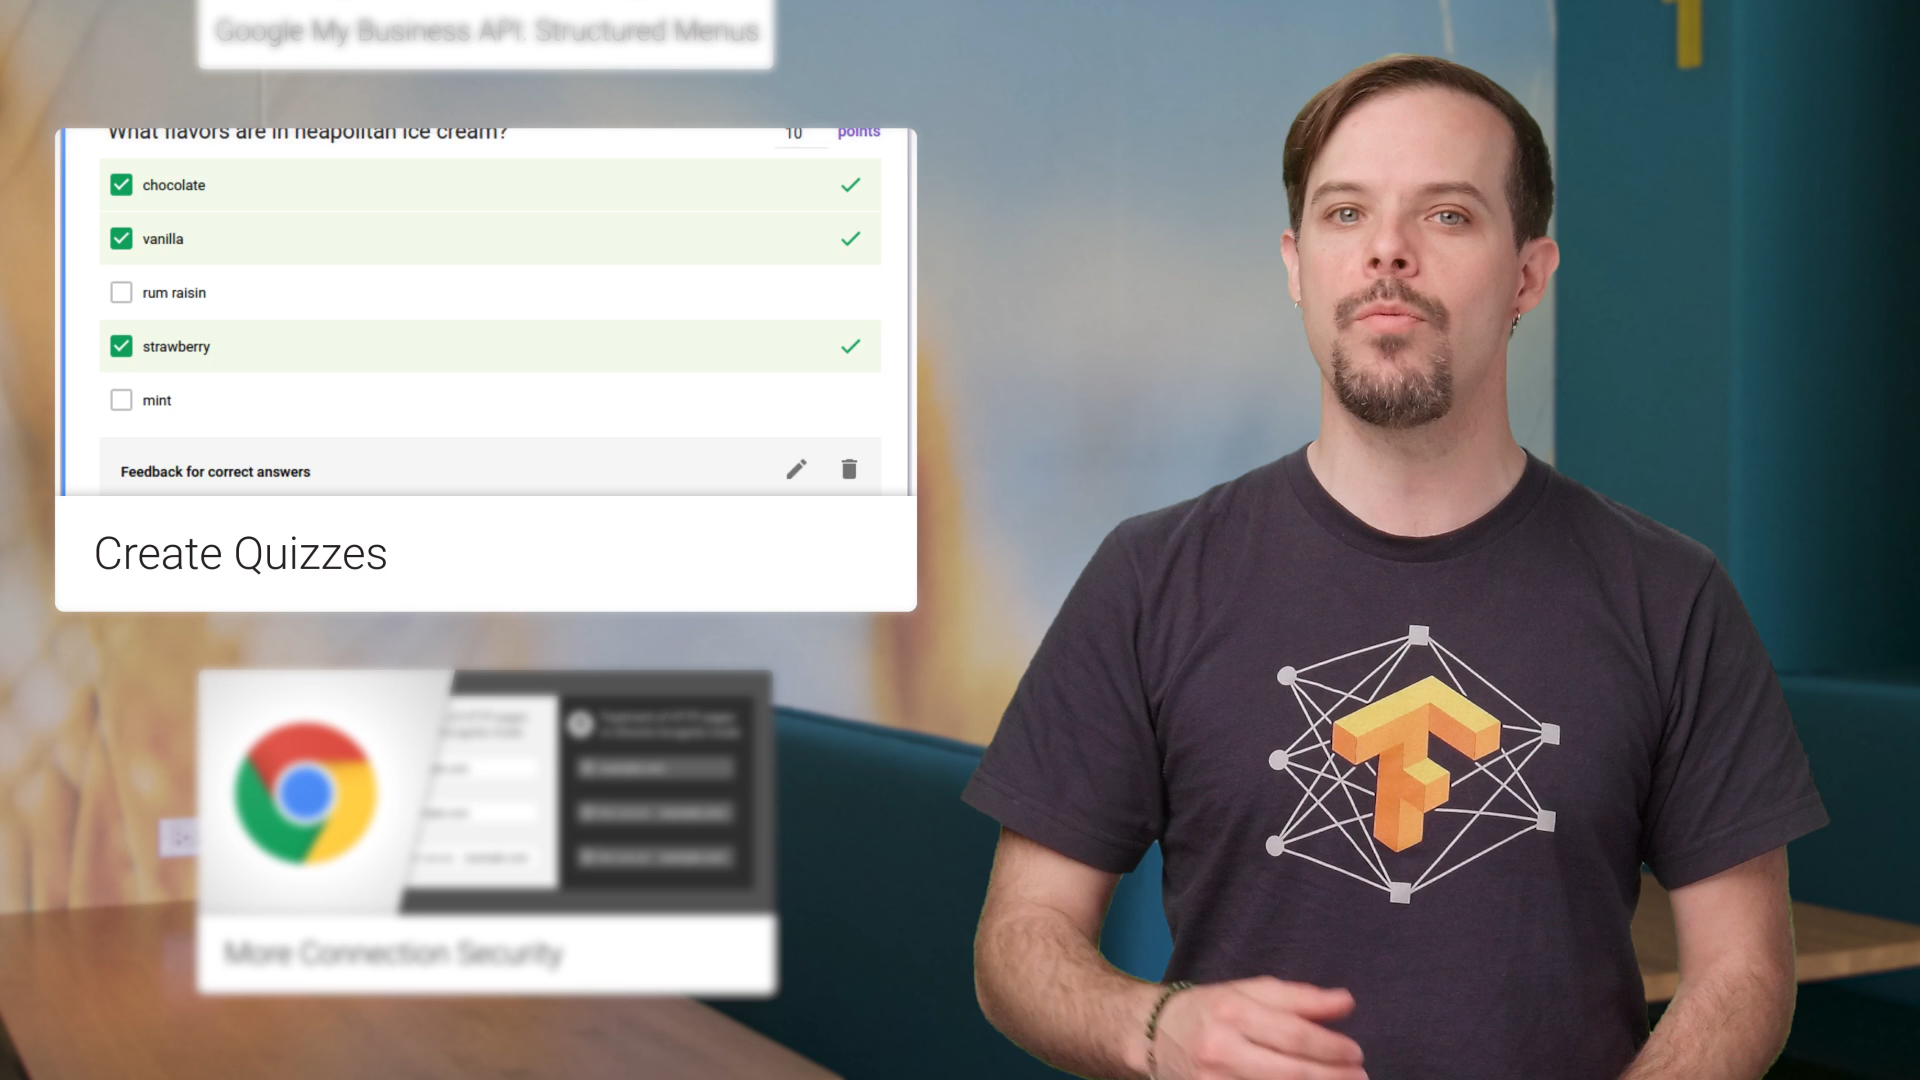 Google My Business API: Structured Menus
What flavors are in neapolitan ice cream?
10 points
chocolate
vanilla
rum raisin
strawberry
mint
Feedback for correct answers
Create Quizzes
More Connection Security